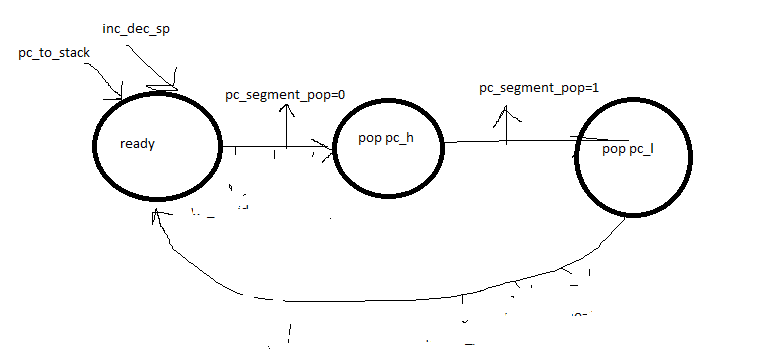 inc_dec_sp
pc_to_stack
pc_segment_pop=0
pc_segment_pop=1
ready
pop pc_h
pop pc_l